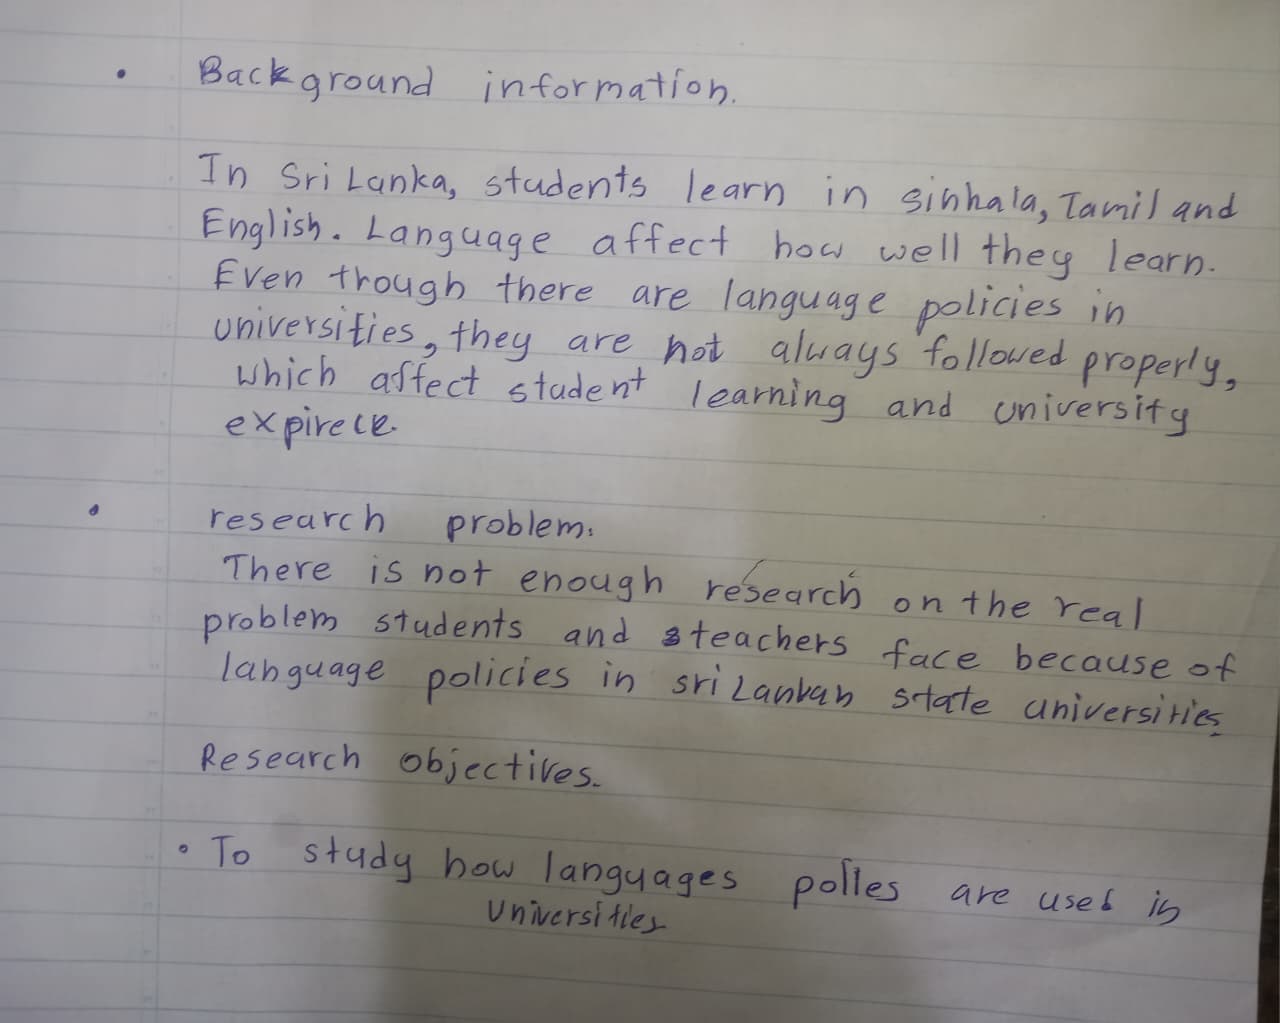 • Background information.
In Sri Lanka, students learn in sinhala, Tamil and
English. Language affect how well they learn.
Even trough there are language policies in
universities, they are not always followed properly,
which affect student learning and university
expirece.
• research problem.
There is not enough research on the real
problem students and teachers face because of
language policies in sri Lankan state universities.
Research objectives.
• To study how languages polles are used in
Universities